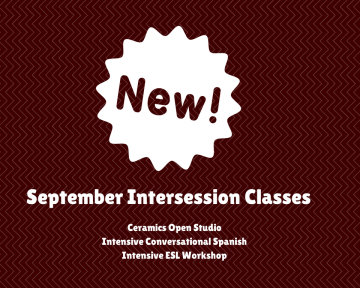 New!
September Intersession Classes
Ceramics Open Studio
Intensive Conversational Spanish
Intensive ESL Workshop